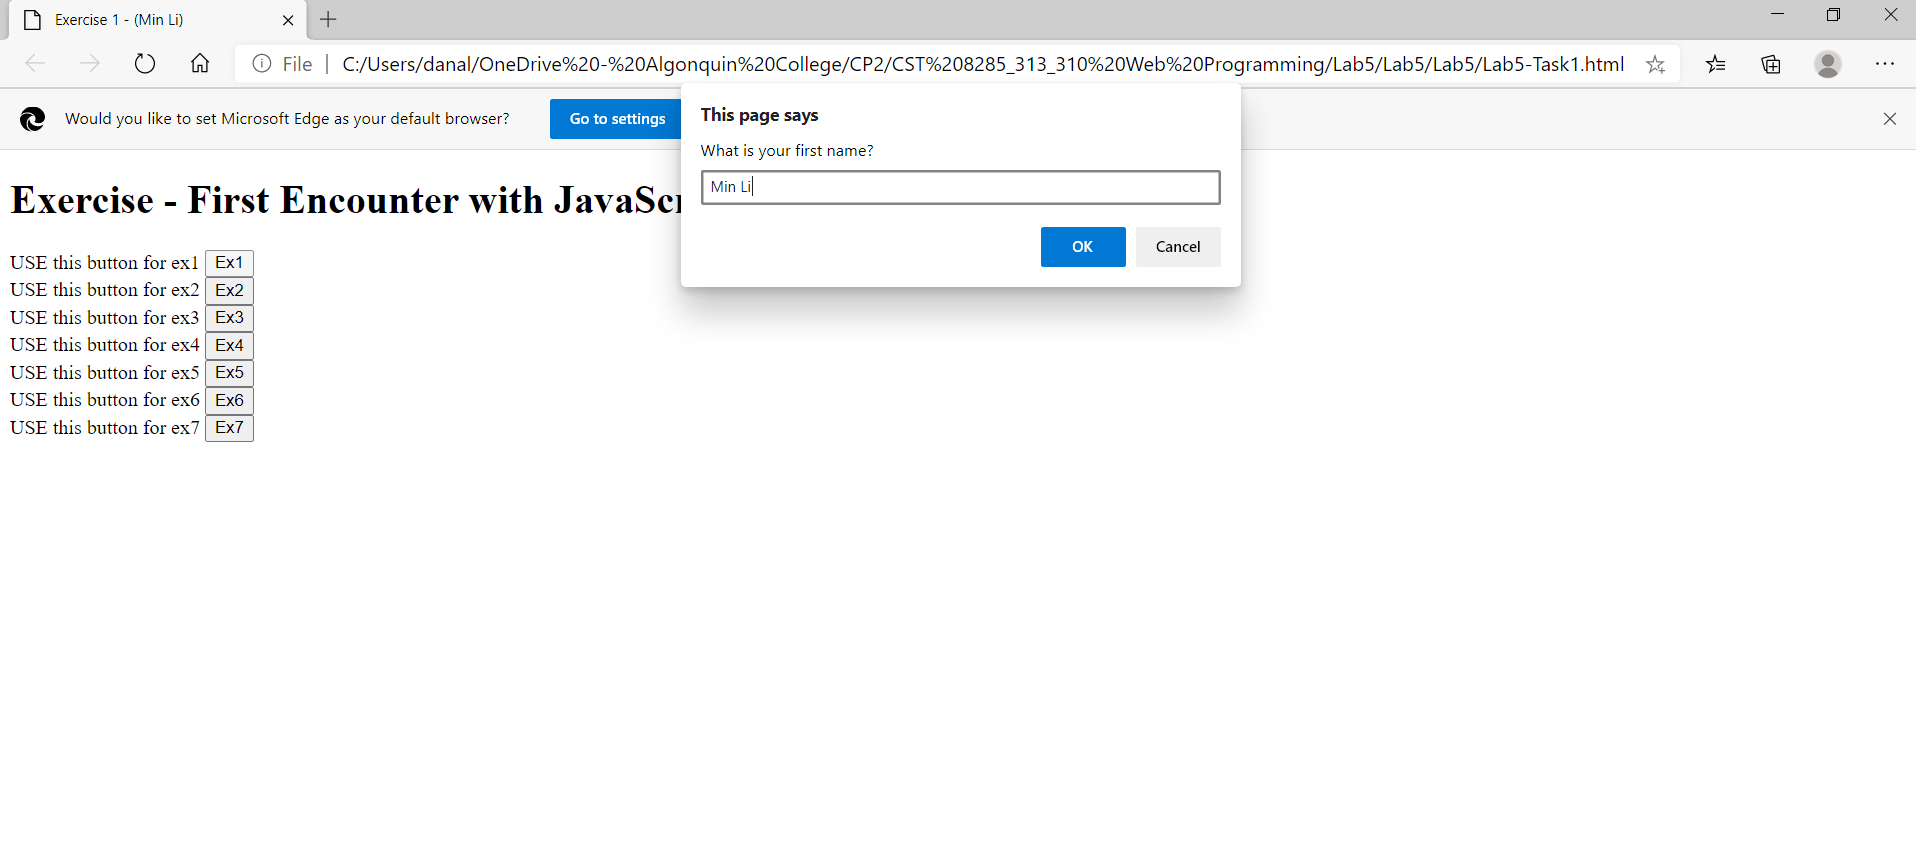 Exercise 1 - (Min Li)
File | C:/Users/danal/OneDrive%20-%20Algonquin%20College/CP2/CST%208285_313_310%20Web%20Programming/Lab5/Lab5/Lab5/Lab5-Task1.html
Would you like to set Microsoft Edge as your default browser? Go to settings
This page says
What is your first name?
Min Li
OK Cancel
Exercise - First Encounter with JavaScr
USE this button for ex1 Ex1
USE this button for ex2 Ex2
USE this button for ex3 Ex3
USE this button for ex4 Ex4
USE this button for ex5 Ex5
USE this button for ex6 Ex6
USE this button for ex7 Ex7